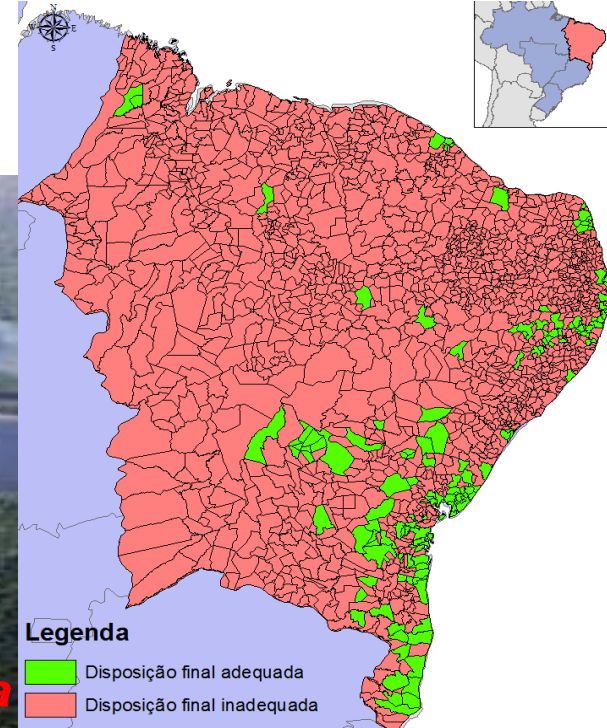 N
E
S
Legenda
Disposição final adequada
Disposição final inadequada
a